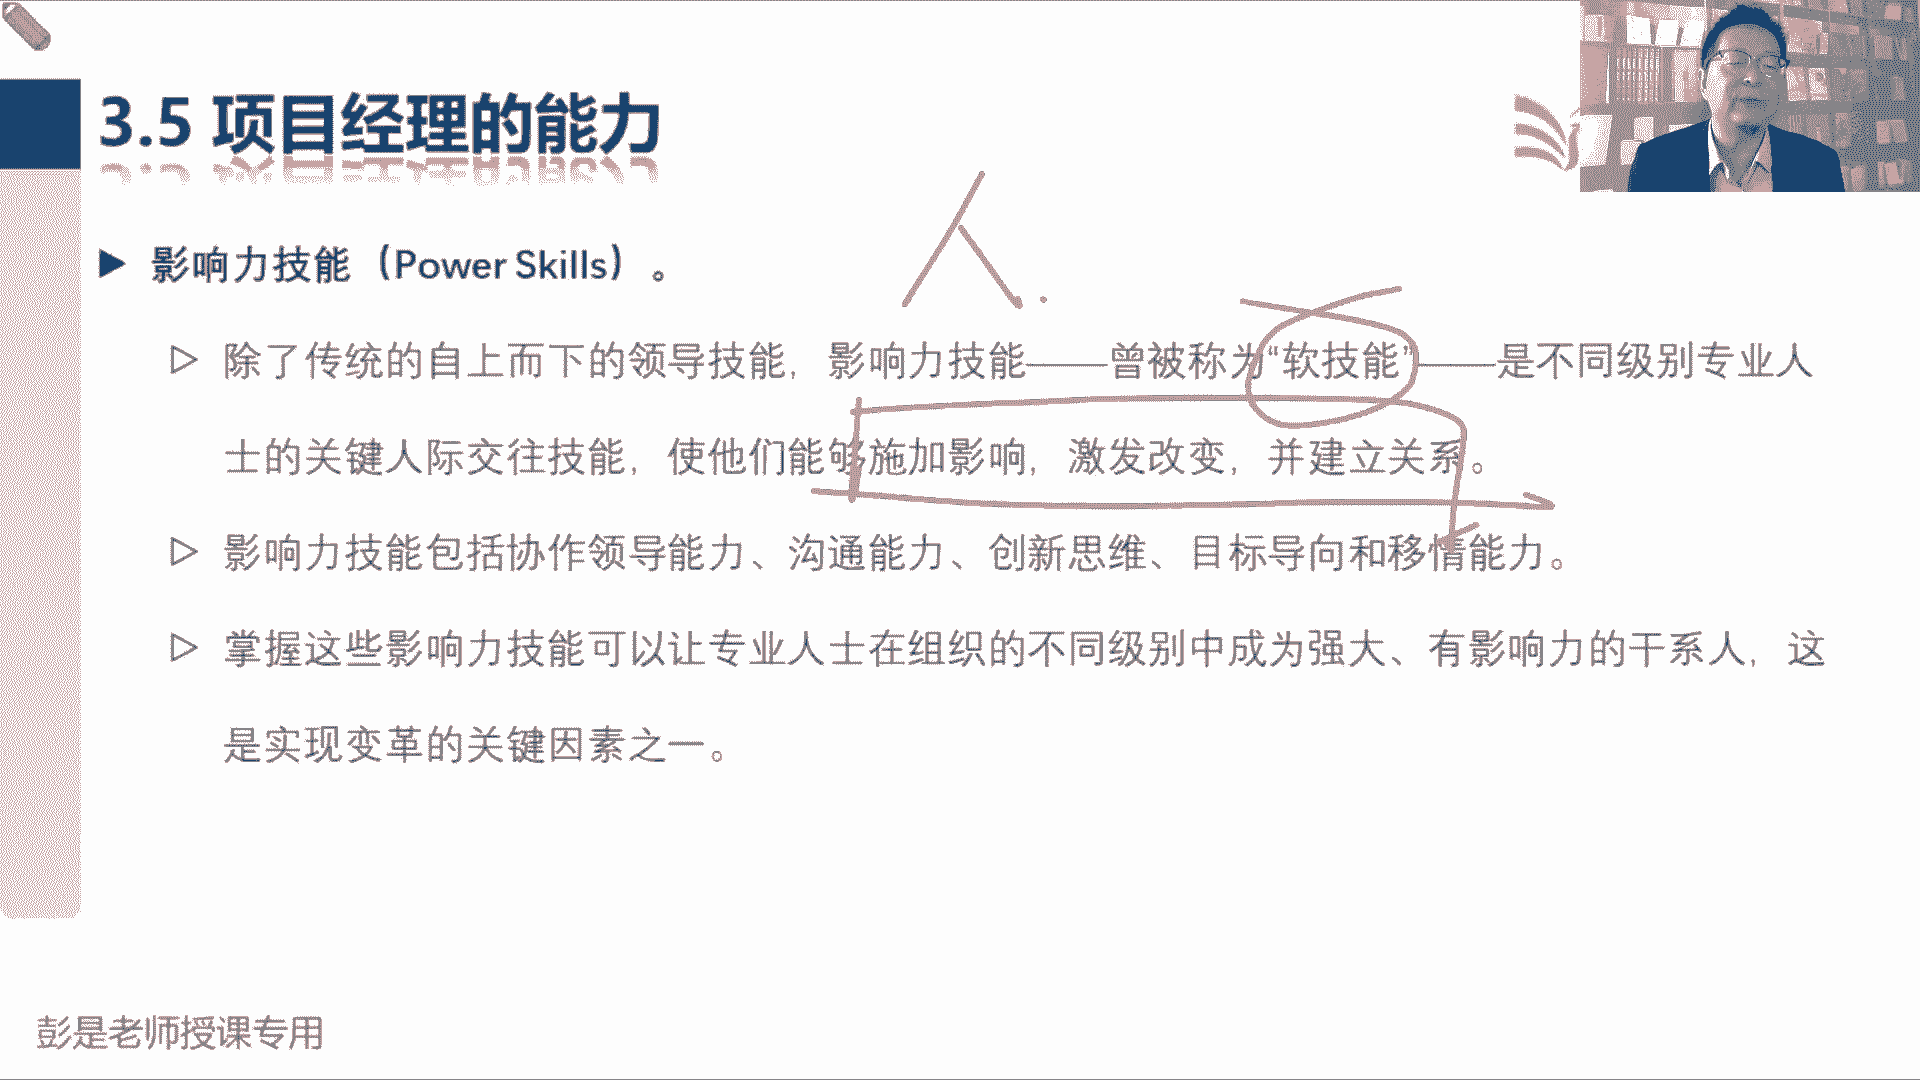 3.5 项目经理的能力
影响力技能（Power Skills）。
人
除了传统的自上而下的领导技能，影响力技能——曾被称为“软技能”——是不同级别专业人
士的关键人际交往技能，使他们能够施加影响，激发改变，并建立关系。
影响力技能包括协作领导能力、沟通能力、创新思维、目标导向和移情能力。
掌握这些影响力技能可以让专业人士在组织的不同级别中成为强大、有影响力的干系人，这
是实现变革的关键因素之一。
彭是老师授课专用